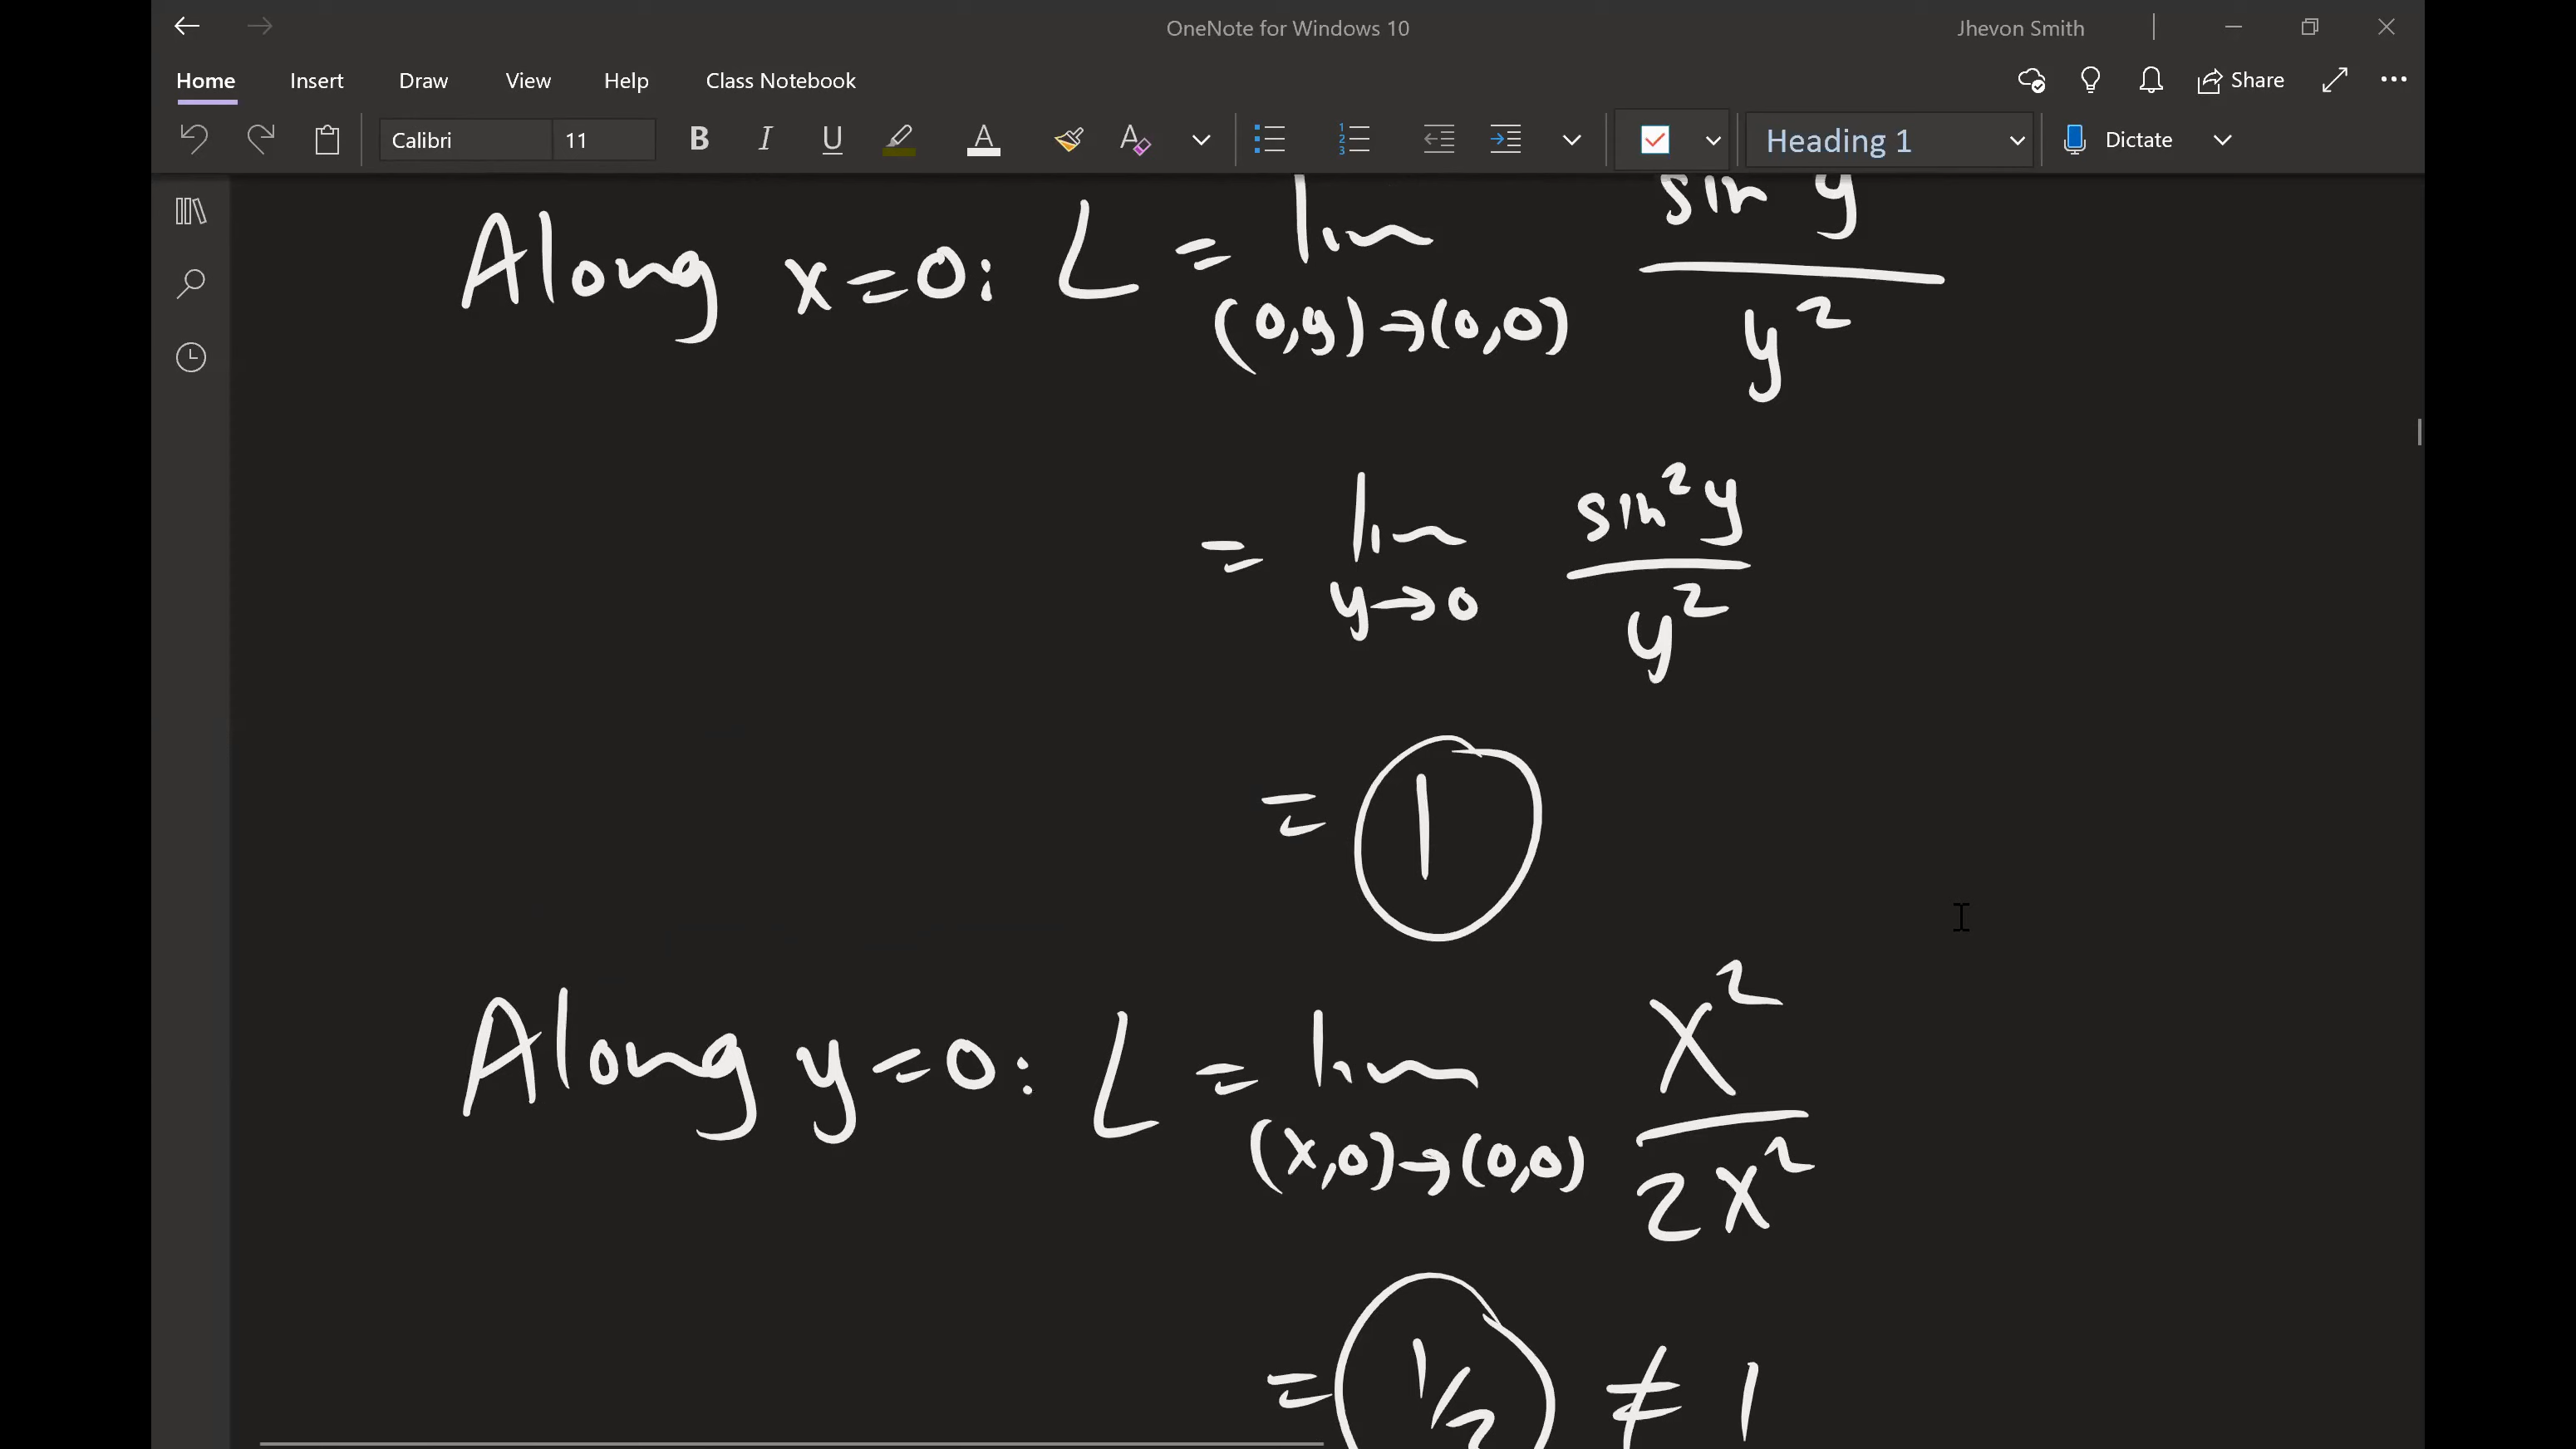 OneNote for Windows 10
Jhevon Smith
Home Insert Draw View Help Class Notebook
Share
Calibri 11 B I U A A Heading 1 Dictate
sin y
Along x=0: L = lim ―
(0,y)→(0,0) y²
= lim sin²y
y→0 y²
= 1
Along y=0: L = lim x²
(x,0)→(0,0) 2x²
= 1/2 ≠ 1